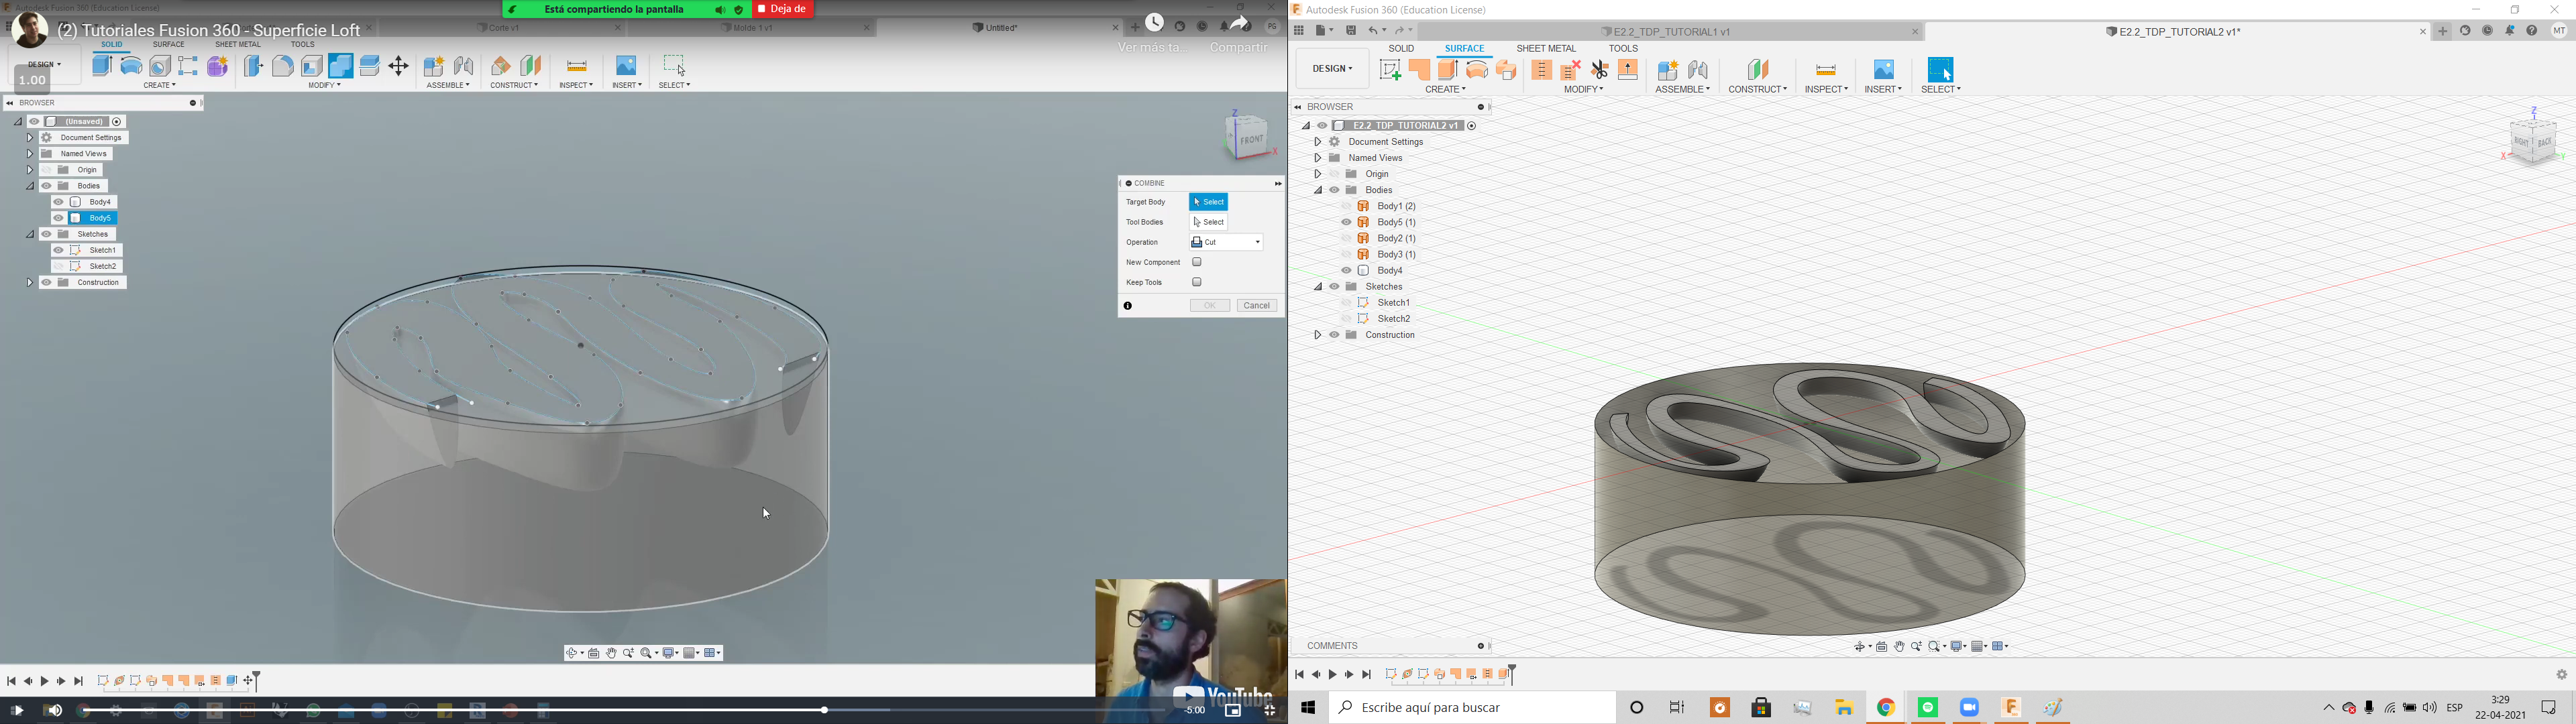 Autodesk Fusion 360 (Education License)
Está compartiendo la pantalla
Deja de
(2) Tutoriales Fusion 360 - Superficie Loft
Corte v1
Molde 1 v1
Untitled*
PG
Ver más ta...
Compartir
SOLID
SURFACE
SHEET METAL
TOOLS
DESIGN
1.00
CREATE
MODIFY
ASSEMBLE
CONSTRUCT
INSPECT
INSERT
SELECT
BROWSER
(Unsaved)
Document Settings
Named Views
Origin
Bodies
Body4
Body5
Sketches
Sketch1
Sketch2
Construction
Z
FRONT
X
COMBINE
Target Body
Select
Tool Bodies
Select
Operation
Cut
New Component
Keep Tools
OK
Cancel
YouTube
-5:00
Autodesk Fusion 360 (Education License)
E2.2_TDP_TUTORIAL1 v1
E2.2_TDP_TUTORIAL2 v1*
MT
SOLID
SURFACE
SHEET METAL
TOOLS
DESIGN
CREATE
MODIFY
ASSEMBLE
CONSTRUCT
INSPECT
INSERT
SELECT
BROWSER
E2.2_TDP_TUTORIAL2 v1
Document Settings
Named Views
Origin
Bodies
Body1 (2)
Body5 (1)
Body2 (1)
Body3 (1)
Body4
Sketches
Sketch1
Sketch2
Construction
Z
RIGHT
BACK
X
Y
COMMENTS
Escribe aquí para buscar
ESP
3:29
22-04-2021